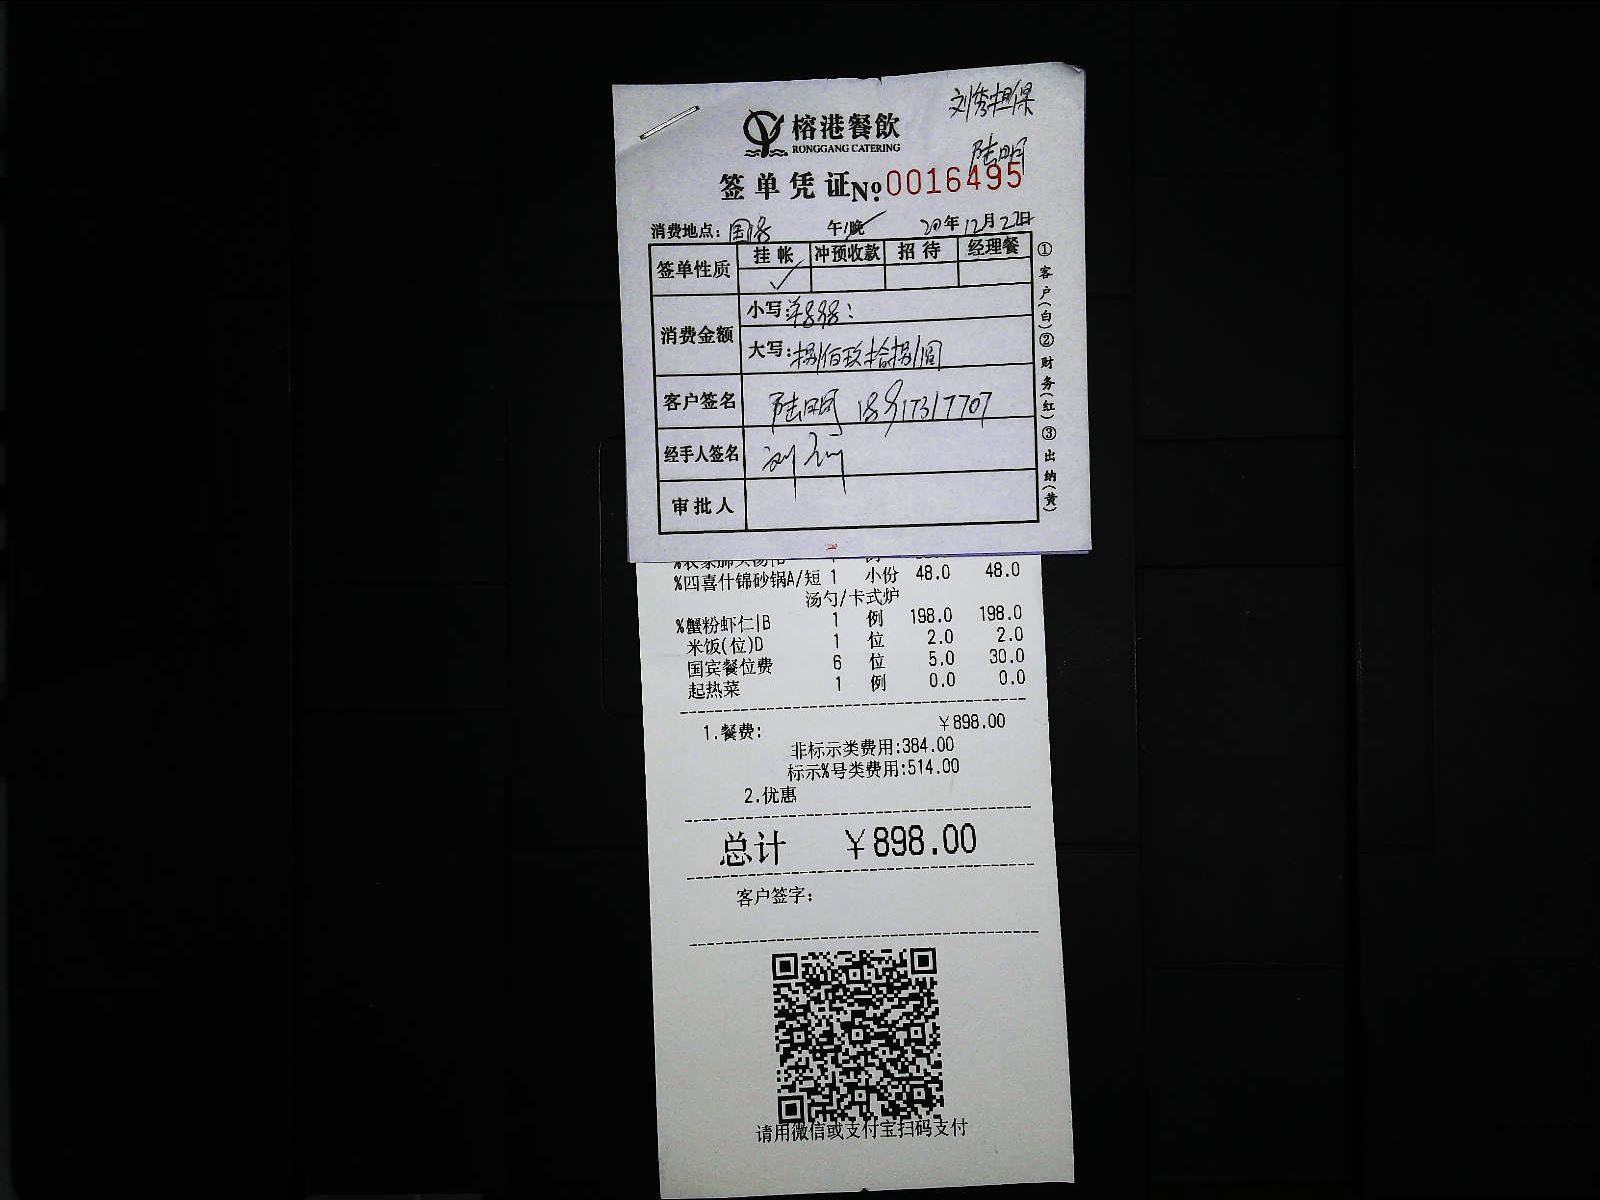 刘秀担保
陆明
榕港餐飲
RONGGANG CATERING
签单凭证No.0016495
消费地点: 国宾 午/晚 20年12月22日
签单性质 挂帐 冲预收款 招待 经理餐
✓
消费金额 小写:羊898:
大写:捌佰玖拾捌圆
客户签名 陆明 18917317707
经手人签名 刘
审批人
①客户(白)②财务(红)③出纳(黄)
%四喜什锦砂锅A/短 1 小份 48.0 48.0
汤勺/卡式炉
%蟹粉虾仁|B 1 例 198.0 198.0
米饭(位)D 1 位 2.0 2.0
国宾餐位费 6 位 5.0 30.0
起热菜 1 例 0.0 0.0
1.餐费: ￥898.00
非标示类费用:384.00
标示%号类费用:514.00
2.优惠
总计 ￥898.00
客户签字:
请用微信或支付宝扫码支付